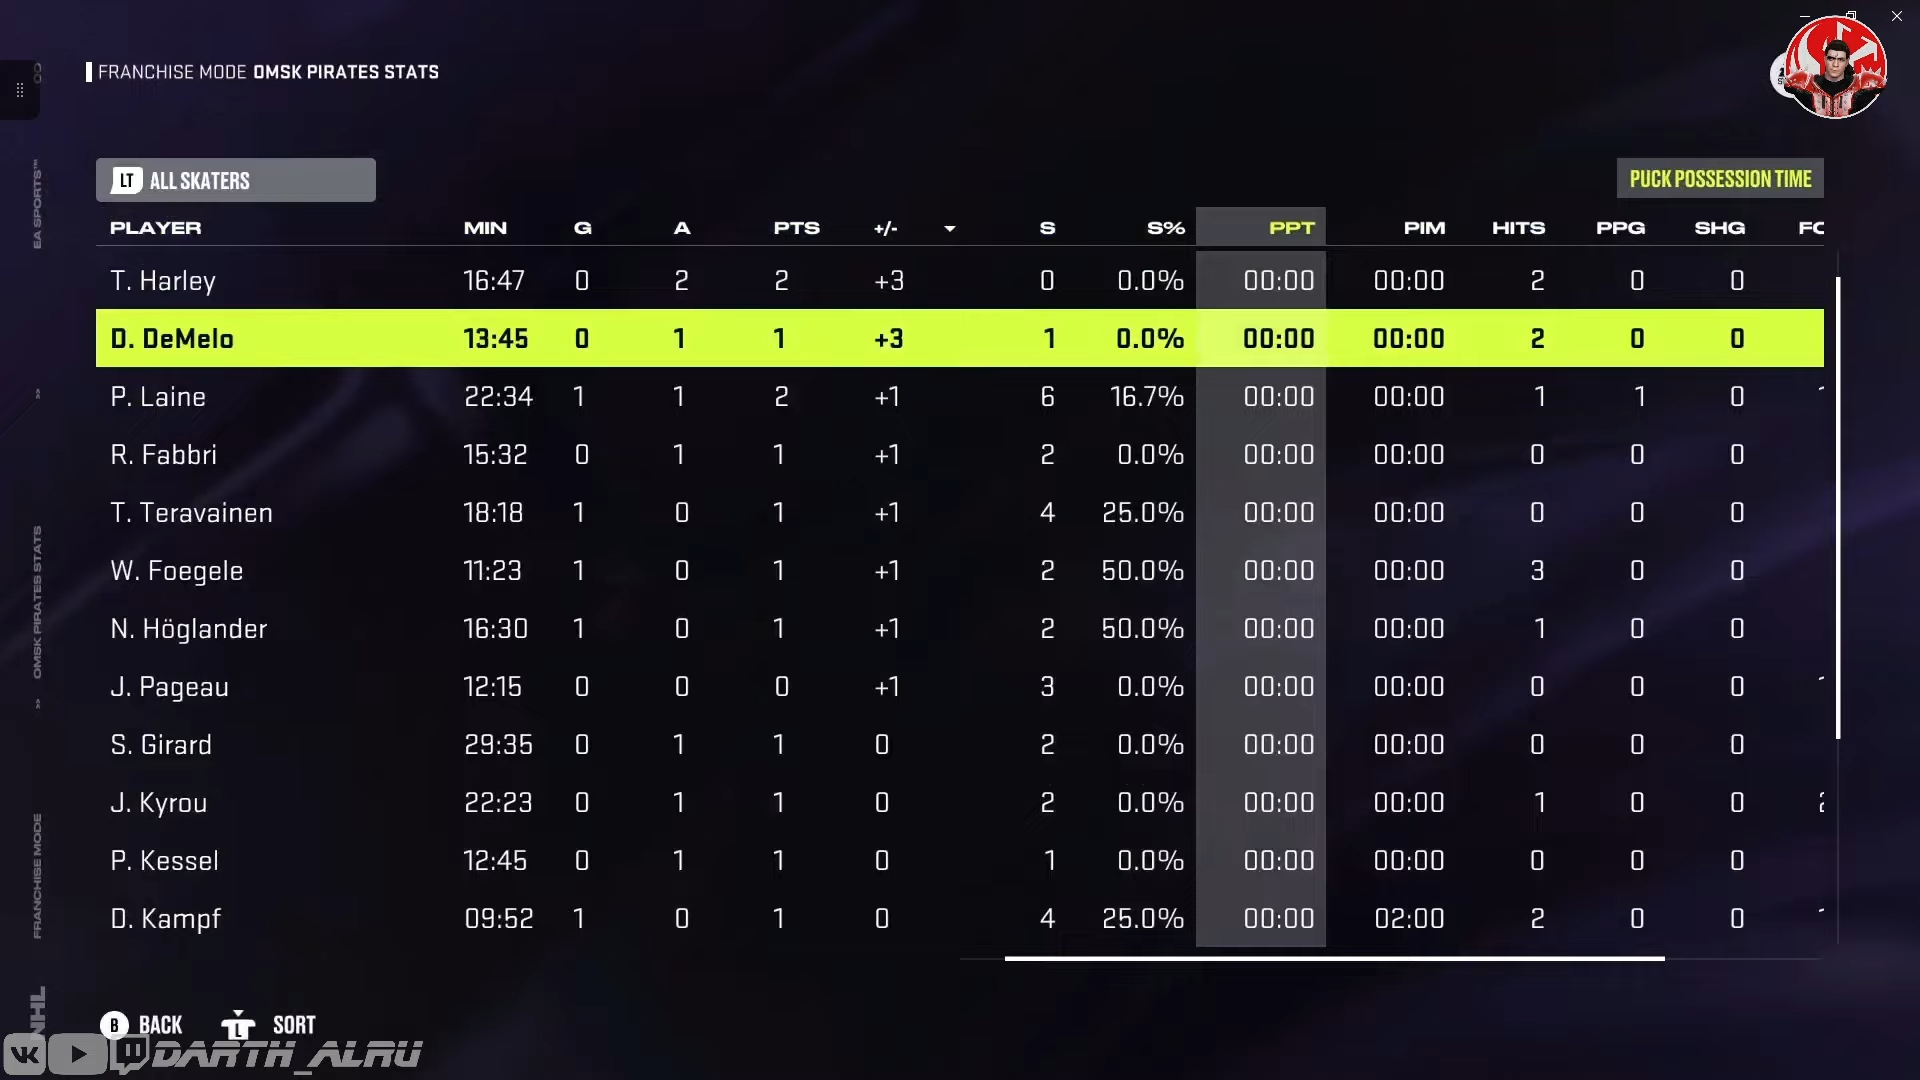 FRANCHISE MODE OMSK PIRATES STATS
LT ALL SKATERS
PUCK POSSESSION TIME
PLAYER MIN G A PTS +/- S S% PPT PIM HITS PPG SHG
T. Harley 16:47 0 2 2 +3 0 0.0% 00:00 00:00 2 0 0
D. DeMelo 13:45 0 1 1 +3 1 0.0% 00:00 00:00 2 0 0
P. Laine 22:34 1 1 2 +1 6 16.7% 00:00 00:00 1 1 0
R. Fabbri 15:32 0 1 1 +1 2 0.0% 00:00 00:00 0 0 0
T. Teravainen 18:18 1 0 1 +1 4 25.0% 00:00 00:00 0 0 0
W. Foegele 11:23 1 0 1 +1 2 50.0% 00:00 00:00 3 0 0
N. Höglander 16:30 1 0 1 +1 2 50.0% 00:00 00:00 1 0 0
J. Pageau 12:15 0 0 0 +1 3 0.0% 00:00 00:00 0 0 0
S. Girard 29:35 0 1 1 0 2 0.0% 00:00 00:00 0 0 0
J. Kyrou 22:23 0 1 1 0 2 0.0% 00:00 00:00 1 0 0
P. Kessel 12:45 0 1 1 0 1 0.0% 00:00 00:00 0 0 0
D. Kampf 09:52 1 0 1 0 4 25.0% 00:00 02:00 2 0 0
B BACK L SORT
DARTH_ALRU
NHL FRANCHISE MODE OMSK PIRATES STATS EA SPORTS™